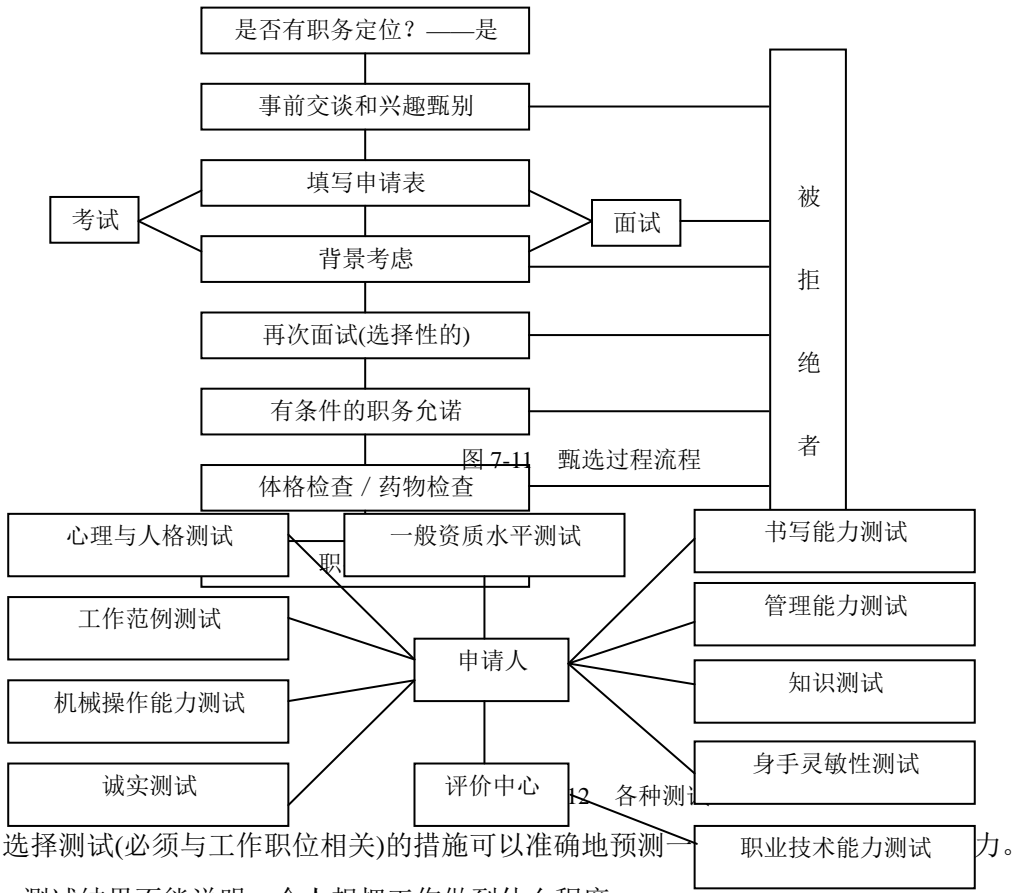 是否有职务定位？——是
事前交谈和兴趣甄别
填写申请表
考试
面试
背景考虑
再次面试(选择性的)
有条件的职务允诺
体格检查／药物检查
被
拒
绝
者
图 7-11 甄选过程流程
职
心理与人格测试
一般资质水平测试
书写能力测试
工作范例测试
管理能力测试
申请人
知识测试
机械操作能力测试
身手灵敏性测试
诚实测试
评价中心
12 各种测
职业技术能力测试
选择测试(必须与工作职位相关)的措施可以准确地预测一
力。